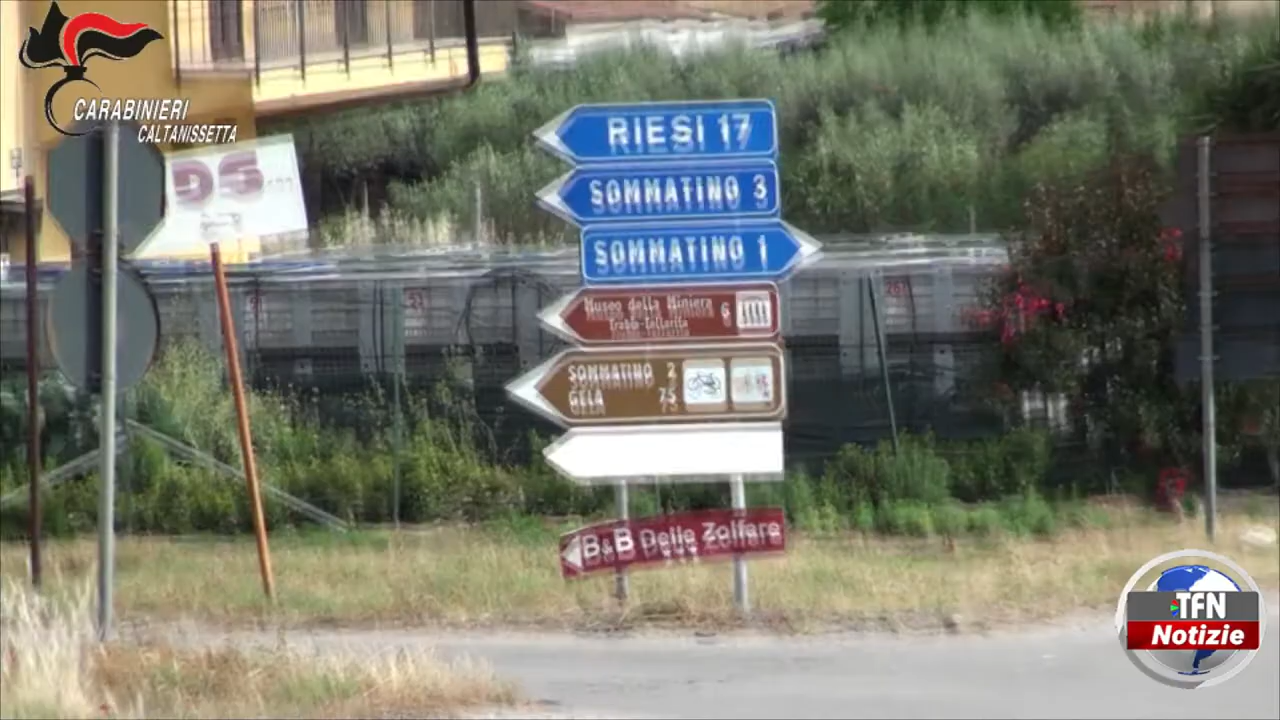 CARABINIERI
CALTANISSETTA
DS
RIESI 17
SOMMATINO 3
SOMMATINO 1
Museo della Miniera
6
SOMMATINO 2
GELA 75
B&B Delle Zolfare
TFN
Notizie